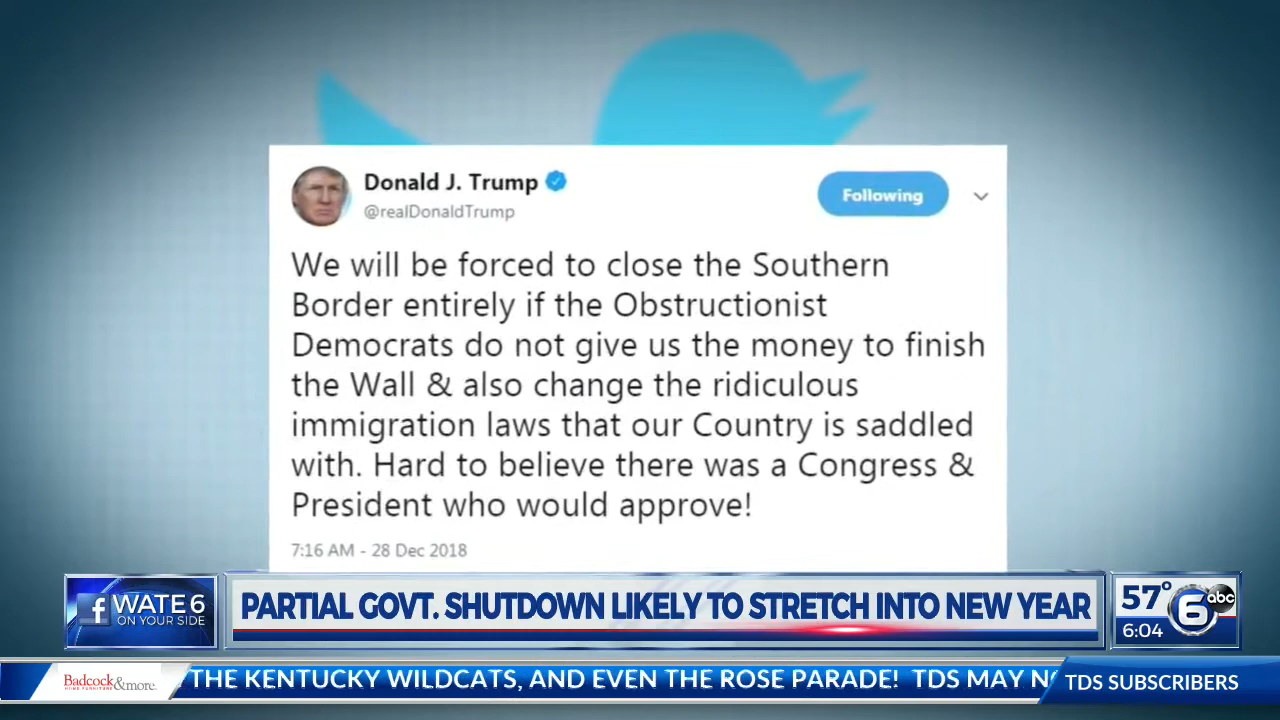 Donald J. Trump
@realDonaldTrump
Following
We will be forced to close the Southern
Border entirely if the Obstructionist
Democrats do not give us the money to finish
the Wall & also change the ridiculous
immigration laws that our Country is saddled
with. Hard to believe there was a Congress &
President who would approve!
7:16 AM - 28 Dec 2018
f WATE 6
ON YOUR SIDE
PARTIAL GOVT. SHUTDOWN LIKELY TO STRETCH INTO NEW YEAR
57°
6:04
6 abc
Badcock &more.
HOME FURNITURE
THE KENTUCKY WILDCATS, AND EVEN THE ROSE PARADE! TDS MAY
TDS SUBSCRIBERS